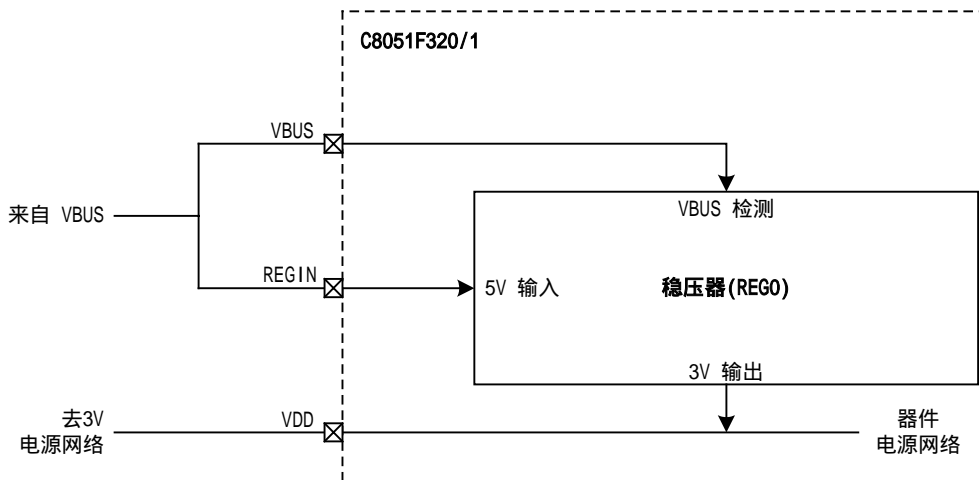 C8051F320/1
VBUS
来自 VBUS
VBUS 检测
REGIN
5V 输入
稳压器(REG0)
3V 输出
去3V
电源网络
VDD
器件
电源网络